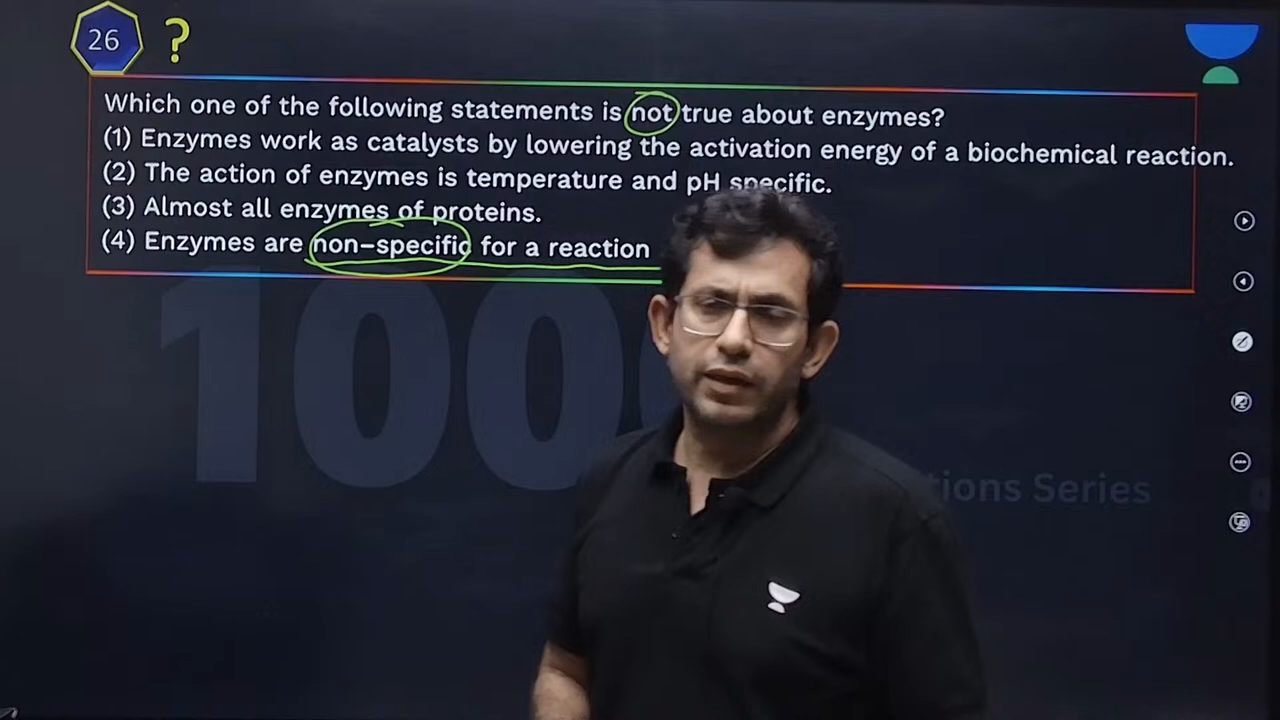 26 ?
Which one of the following statements is not true about enzymes?
(1) Enzymes work as catalysts by lowering the activation energy of a biochemical reaction.
(2) The action of enzymes is temperature and pH specific.
(3) Almost all enzymes of proteins.
(4) Enzymes are non-specific for a reaction
100
tions Series